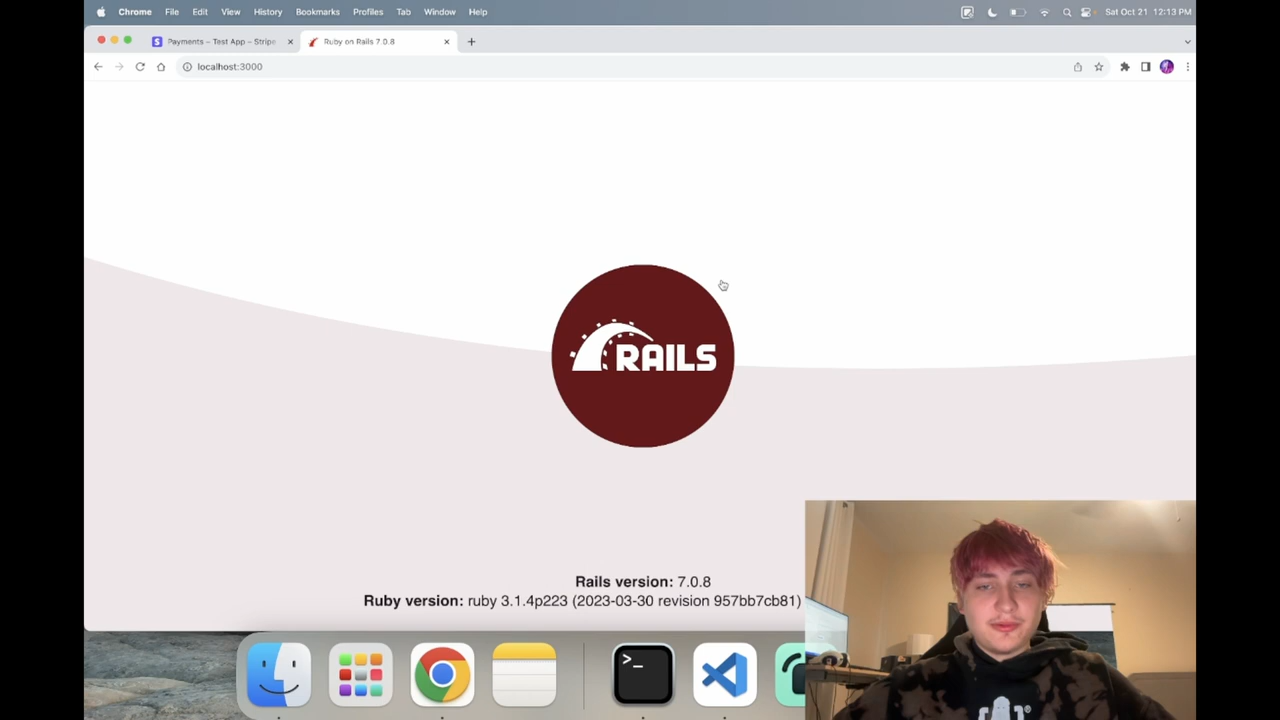 Chrome File Edit View History Bookmarks Profiles Tab Window Help Sat Oct 21 12:13 PM
Payments – Test App – Stripe Ruby on Rails 7.0.8
localhost:3000
RAILS
Rails version: 7.0.8
Ruby version: ruby 3.1.4p223 (2023-03-30 revision 957bb7cb81)